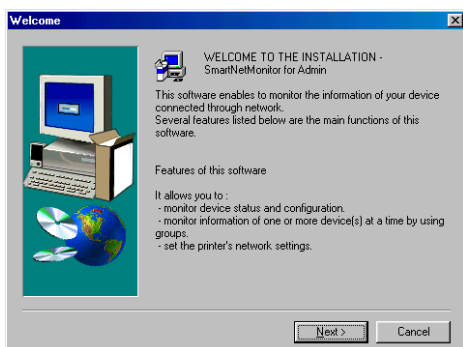 Welcome
WELCOME TO THE INSTALLATION -
SmartNetMonitor for Admin
This software enables to monitor the information of your device
connected through network.
Several features listed below are the main functions of this
software.
Features of this software
It allows you to :
- monitor device status and configuration.
- monitor information of one or more device(s) at a time by using
groups.
- set the printer's network settings.
Next >
Cancel